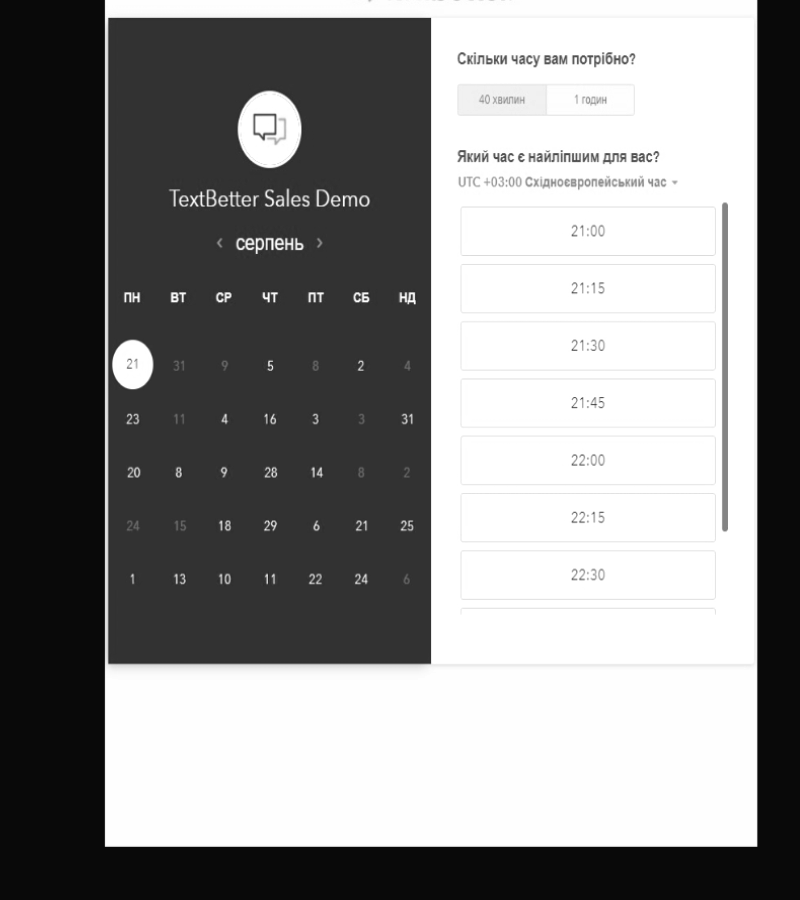 TextBetter Sales Demo
‹ серпень ›
ПН ВТ СР ЧТ ПТ СБ НД
21 31 9 5 8 2 4
23 11 4 16 3 3 31
20 8 9 28 14 8 2
24 15 18 29 6 21 25
1 13 10 11 22 24 6
Скільки часу вам потрібно?
40 хвилин 1 годин
Який час є найліпшим для вас?
UTC +03:00 Східноєвропейський час
21:00
21:15
21:30
21:45
22:00
22:15
22:30